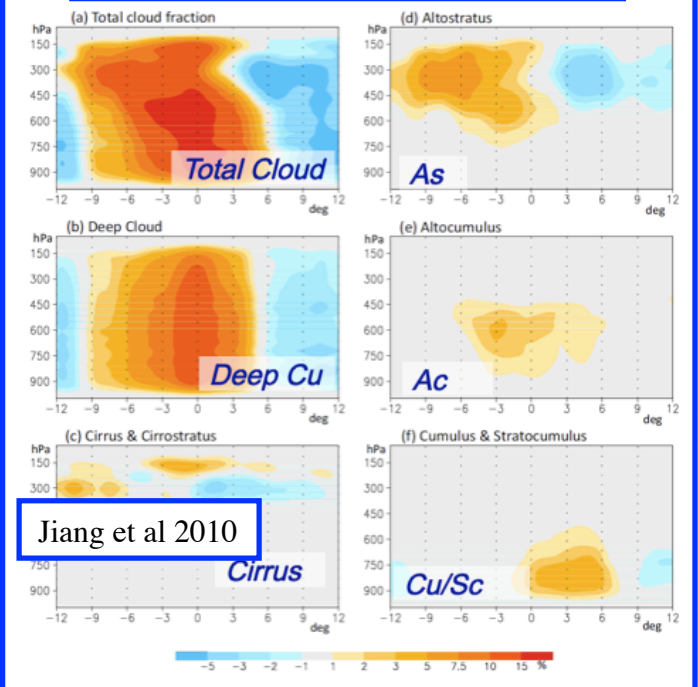 (a) Total cloud fraction
150
300
450
600
750
900
Total Cloud
−12 −9 −6 −3 0 3 6 9 12
deg
(d) Altostratus
150
300
450
600
750
900
As
−12 −9 −6 −3 0 3 6 9 12
deg
hPa
(b) Deep Cloud
150
300
450
600
750
900
Deep Cu
−12 −9 −6 −3 0 3 6 9 12
deg
hPa
(e) Altocumulus
150
300
450
600
750
900
Ac
−12 −9 −6 −3 0 3 6 9 12
deg
hPa
(c) Cirrus & Cirrostratus
150
300
Jiang et al 2010
750
900
Cirrus
−12 −9 −6 −3 0 3 6 9 12
deg
hPa
(f) Cumulus & Stratocumulus
150
300
450
600
750
900
Cu/Sc
−12 −9 −6 −3 0 3 6 9 12
deg
−5 −3 −2 −1 1 2 3 5 7.5 10 15 %